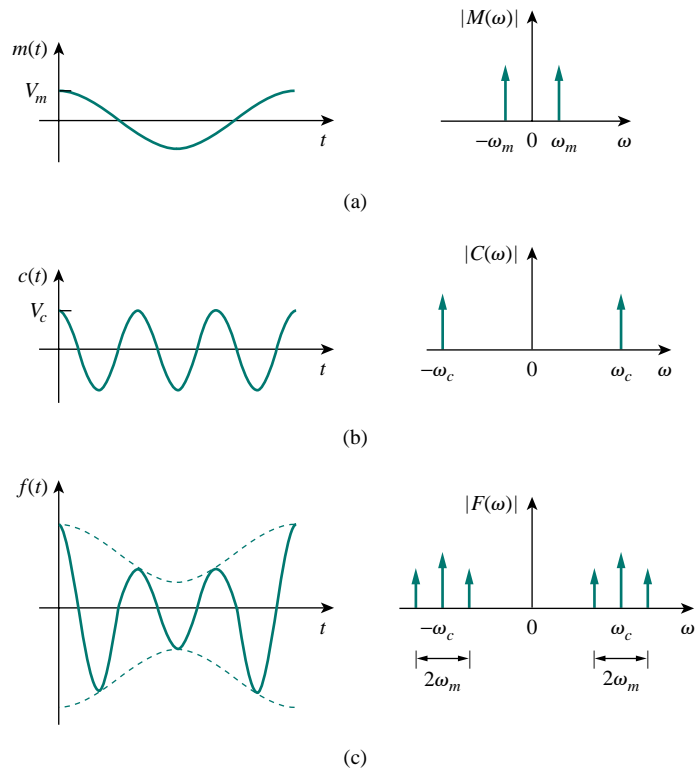 m(t)
V_m
t
|M(ω)|
−ω_m 0 ω_m ω
(a)
c(t)
V_c
t
|C(ω)|
−ω_c 0 ω_c ω
(b)
f(t)
t
|F(ω)|
−ω_c 0 ω_c ω
2ω_m 2ω_m
(c)